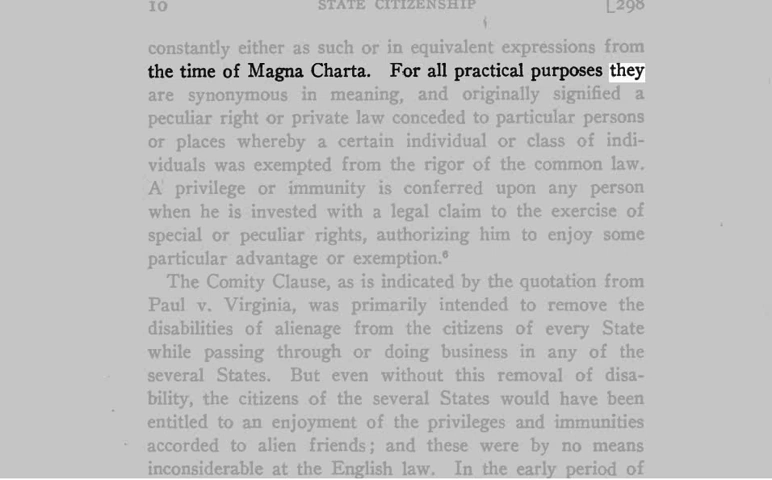 10 STATE CITIZENSHIP [298
constantly either as such or in equivalent expressions from
the time of Magna Charta. For all practical purposes they
are synonymous in meaning, and originally signified a
peculiar right or private law conceded to particular persons
or places whereby a certain individual or class of indi-
viduals was exempted from the rigor of the common law.
A privilege or immunity is conferred upon any person
when he is invested with a legal claim to the exercise of
special or peculiar rights, authorizing him to enjoy some
particular advantage or exemption.⁶
The Comity Clause, as is indicated by the quotation from
Paul v. Virginia, was primarily intended to remove the
disabilities of alienage from the citizens of every State
while passing through or doing business in any of the
several States. But even without this removal of disa-
bility, the citizens of the several States would have been
entitled to an enjoyment of the privileges and immunities
accorded to alien friends; and these were by no means
inconsiderable at the English law. In the early period of